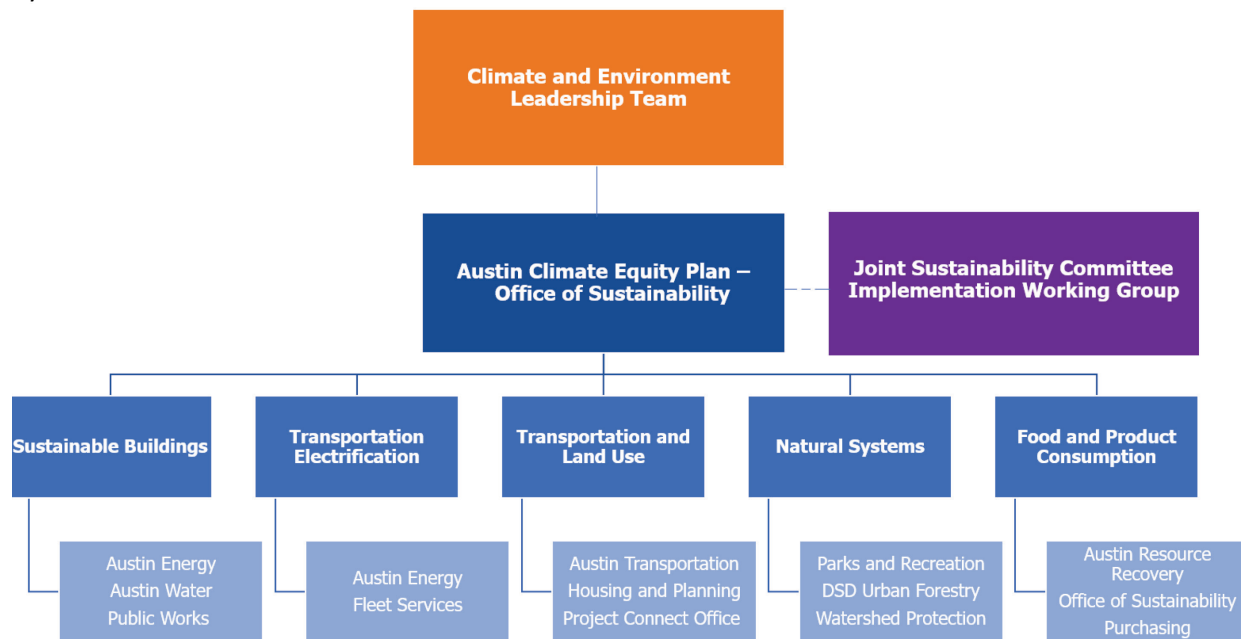 Climate and Environment
Leadership Team
Austin Climate Equity Plan –
Office of Sustainability
Joint Sustainability Committee
Implementation Working Group
Sustainable Buildings
Transportation
Electrification
Transportation and
Land Use
Natural Systems
Food and Product
Consumption
Austin Energy
Austin Water
Public Works
Austin Energy
Fleet Services
Austin Transportation
Housing and Planning
Project Connect Office
Parks and Recreation
DSD Urban Forestry
Watershed Protection
Austin Resource
Recovery
Office of Sustainability
Purchasing